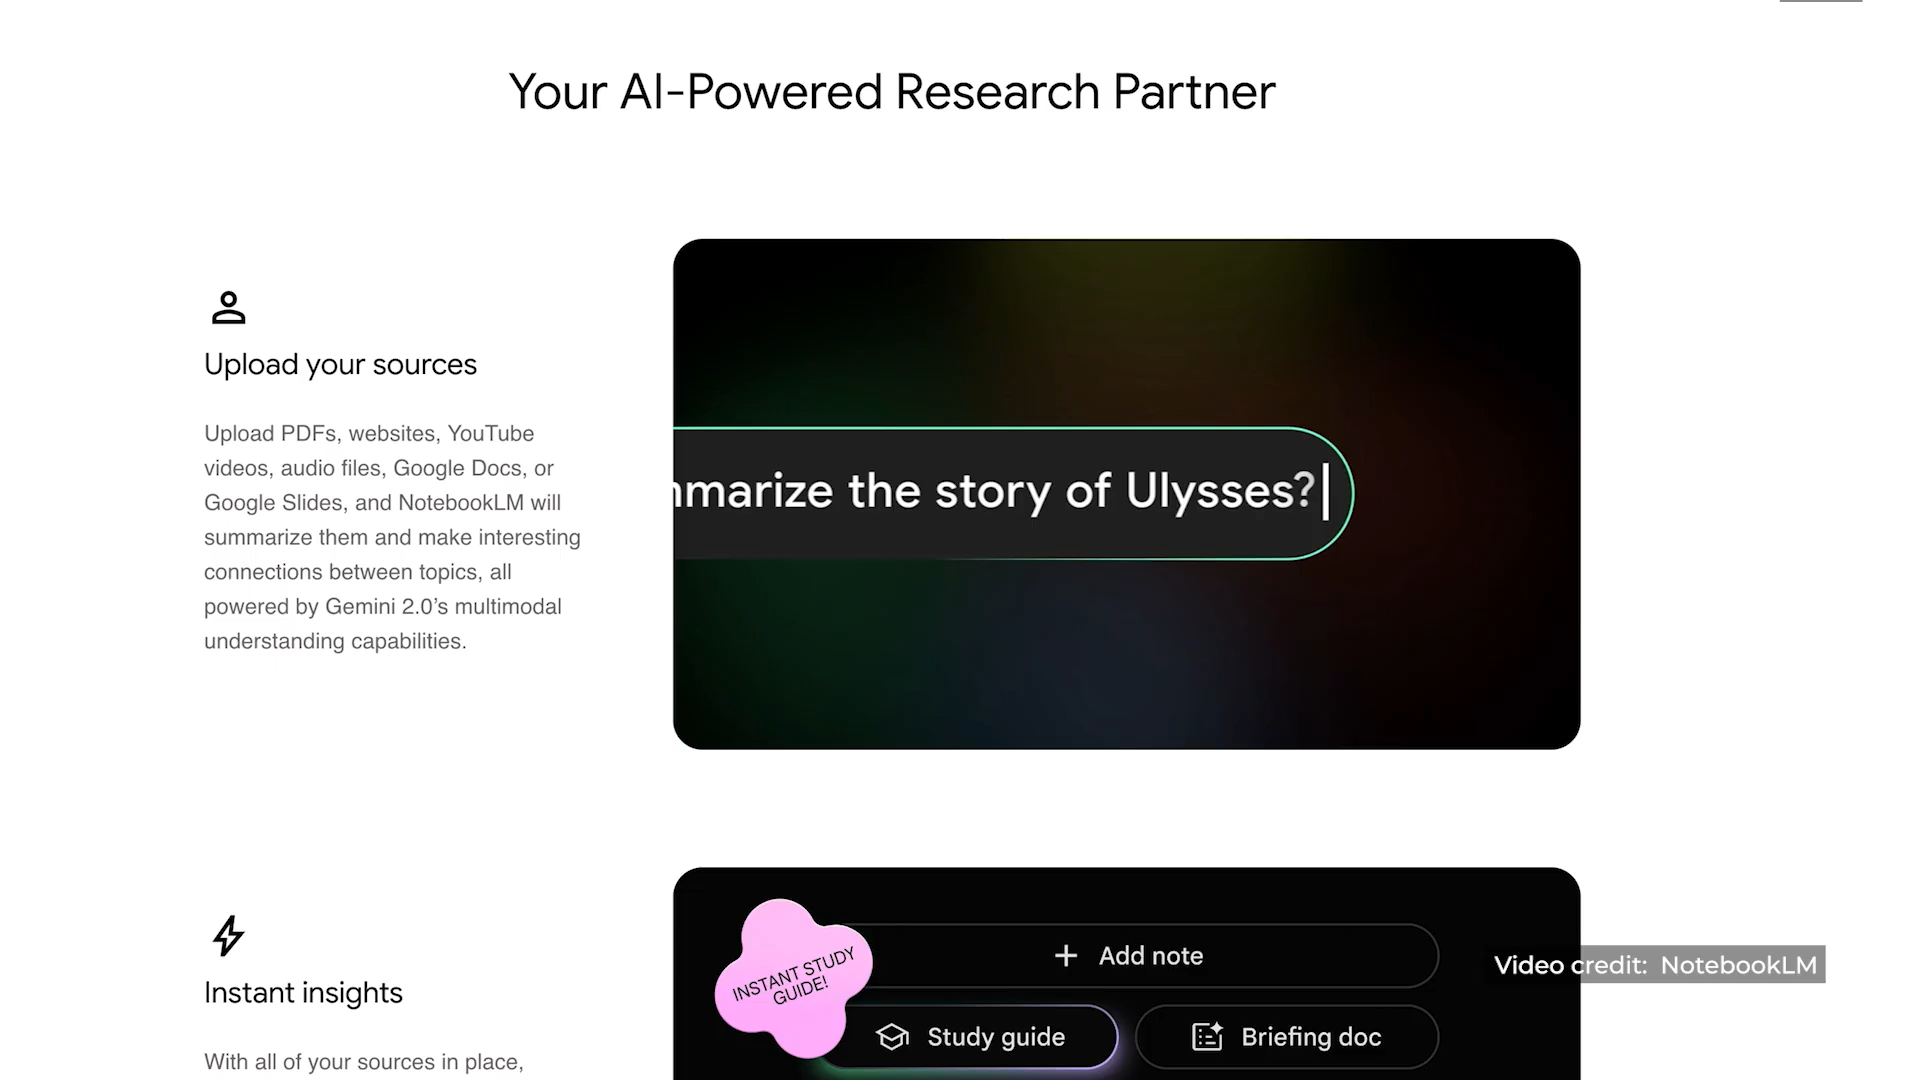 Your AI-Powered Research Partner
Upload your sources
Upload PDFs, websites, YouTube
videos, audio files, Google Docs, or
Google Slides, and NotebookLM will
summarize them and make interesting
connections between topics, all
powered by Gemini 2.0’s multimodal
understanding capabilities.
mmarize the story of Ulysses?
Instant insights
With all of your sources in place,
INSTANT STUDY
GUIDE!
Add note
Study guide
Briefing doc
Video credit: NotebookLM